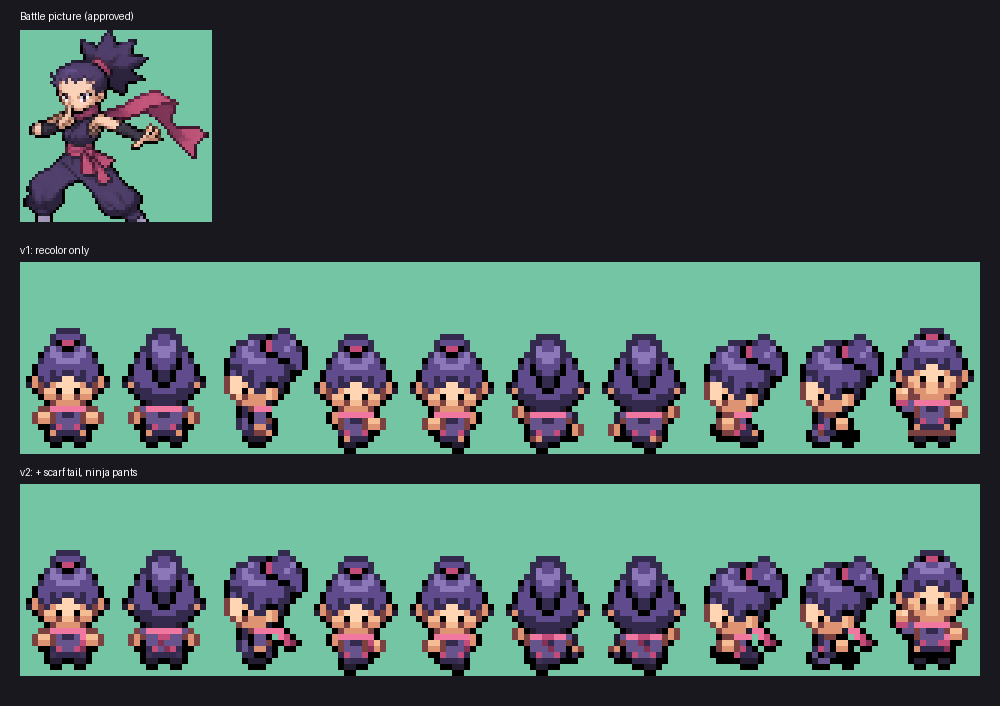 Battle picture (approved)
v1: recolor only
v2: + scarf tail, ninja pants